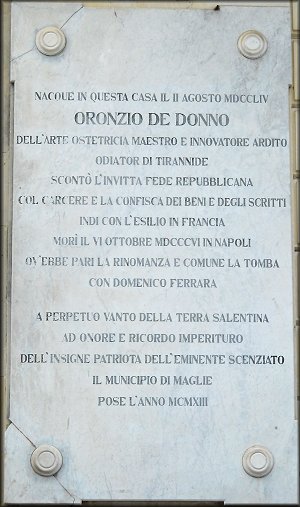 NACQUE IN QUESTA CASA IL II AGOSTO MDCCLIV
ORONZIO DE DONNO
DELL'ARTE OSTETRICIA MAESTRO E INNOVATORE ARDITO
ODIATOR DI TIRANNIDE
SCONTÒ L'INVITTA FEDE REPUBBLICANA
COL CARCERE E LA CONFISCA DEI BENI E DEGLI SCRITTI
INDI CON L'ESILIO IN FRANCIA
MORÌ IL VI OTTOBRE MDCCCVI IN NAPOLI
OV'EBBE PARI LA RINOMANZA E COMUNE LA TOMBA
CON DOMENICO FERRARA
A PERPETUO VANTO DELLA TERRA SALENTINA
AD ONORE E RICORDO IMPERITURO
DELL'INSIGNE PATRIOTA DELL'EMINENTE SCENZIATO
IL MUNICIPIO DI MAGLIE
POSE L'ANNO MCMXIII